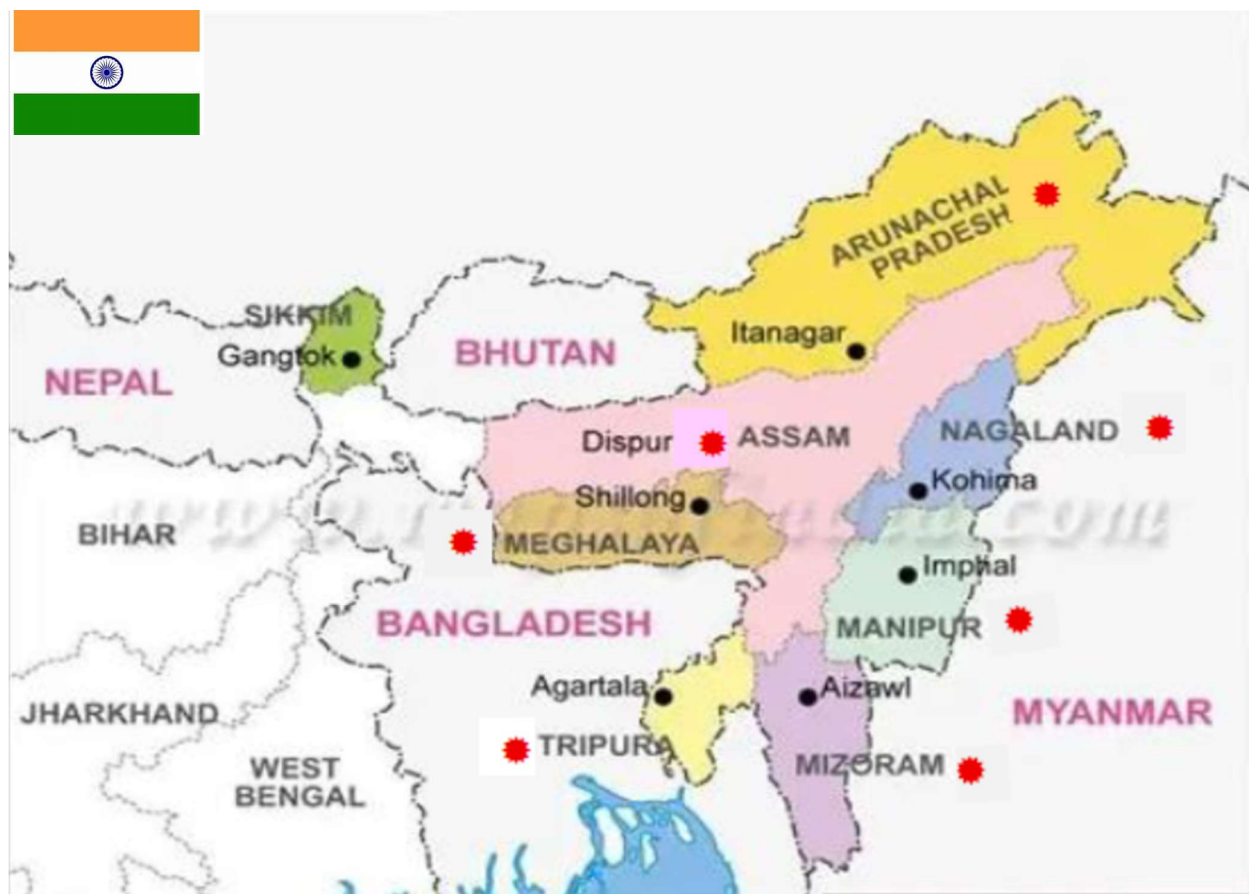 ARUNACHAL
PRADESH
SIKKIM
Itanagar
Gangtok
BHUTAN
NEPAL
Dispur
ASSAM
NAGALAND
Kohima
Shillong
BIHAR
MEGHALAYA
Imphal
BANGLADESH
MANIPUR
Agartala
Aizawl
JHARKHAND
MYANMAR
TRIPURA
MIZORAM
WEST
BENGAL